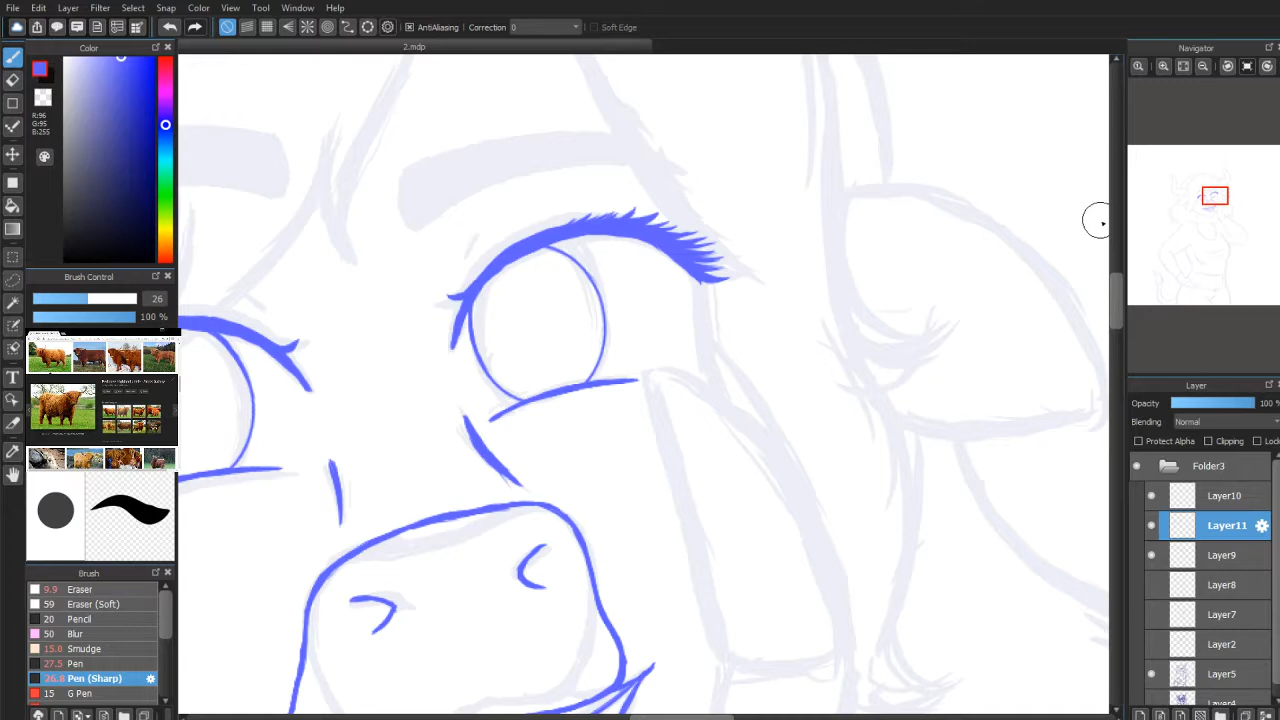 File Edit Layer Filter Select Snap Color View Tool Window Help
AntiAliasing Correction 0 Soft Edge
2.mdp
Color
R:96
G:95
B:255
Brush Control
26
100 %
Brush
9.9 Eraser
59 Eraser (Soft)
20 Pencil
50 Blur
15.0 Smudge
27.5 Pen
26.8 Pen (Sharp)
15 G Pen
Navigator
Layer
Opacity 100 %
Blending Normal
Protect Alpha Clipping
Folder3
Layer10
Layer11
Layer9
Layer8
Layer7
Layer2
Layer5
Layer4